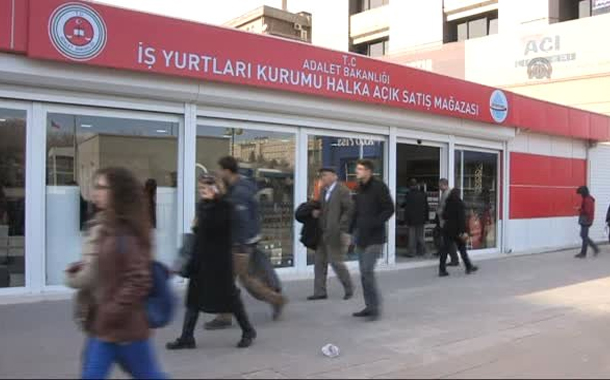 T.C.
ADALET BAKANLIĞI
İŞ YURTLARI KURUMU HALKA AÇIK SATIŞ MAĞAZASI
ACI